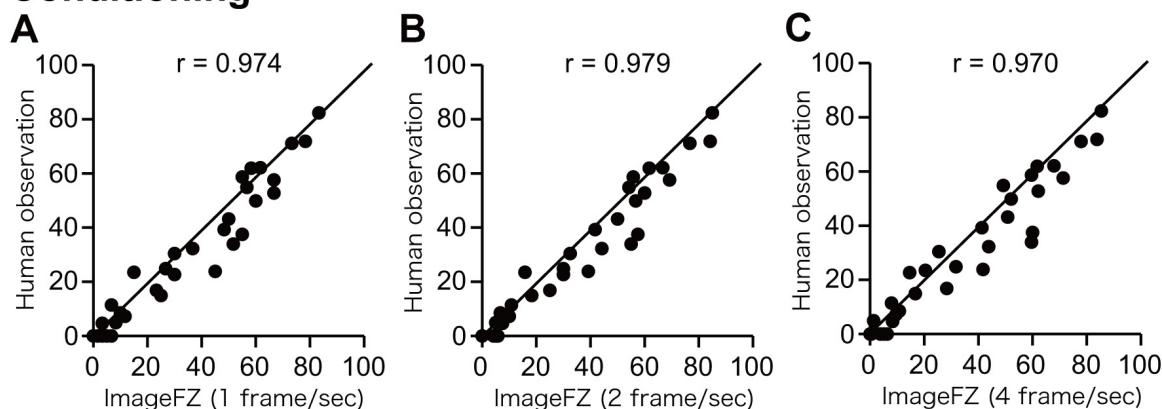 A
r = 0.974
100
80
60
40
20
0
Human observation
0 20 40 60 80 100
ImageFZ (1 frame/sec)
B
r = 0.979
100
80
60
40
20
0
Human observation
0 20 40 60 80 100
ImageFZ (2 frame/sec)
C
r = 0.970
100
80
60
40
20
0
Human observation
0 20 40 60 80 100
ImageFZ (4 frame/sec)